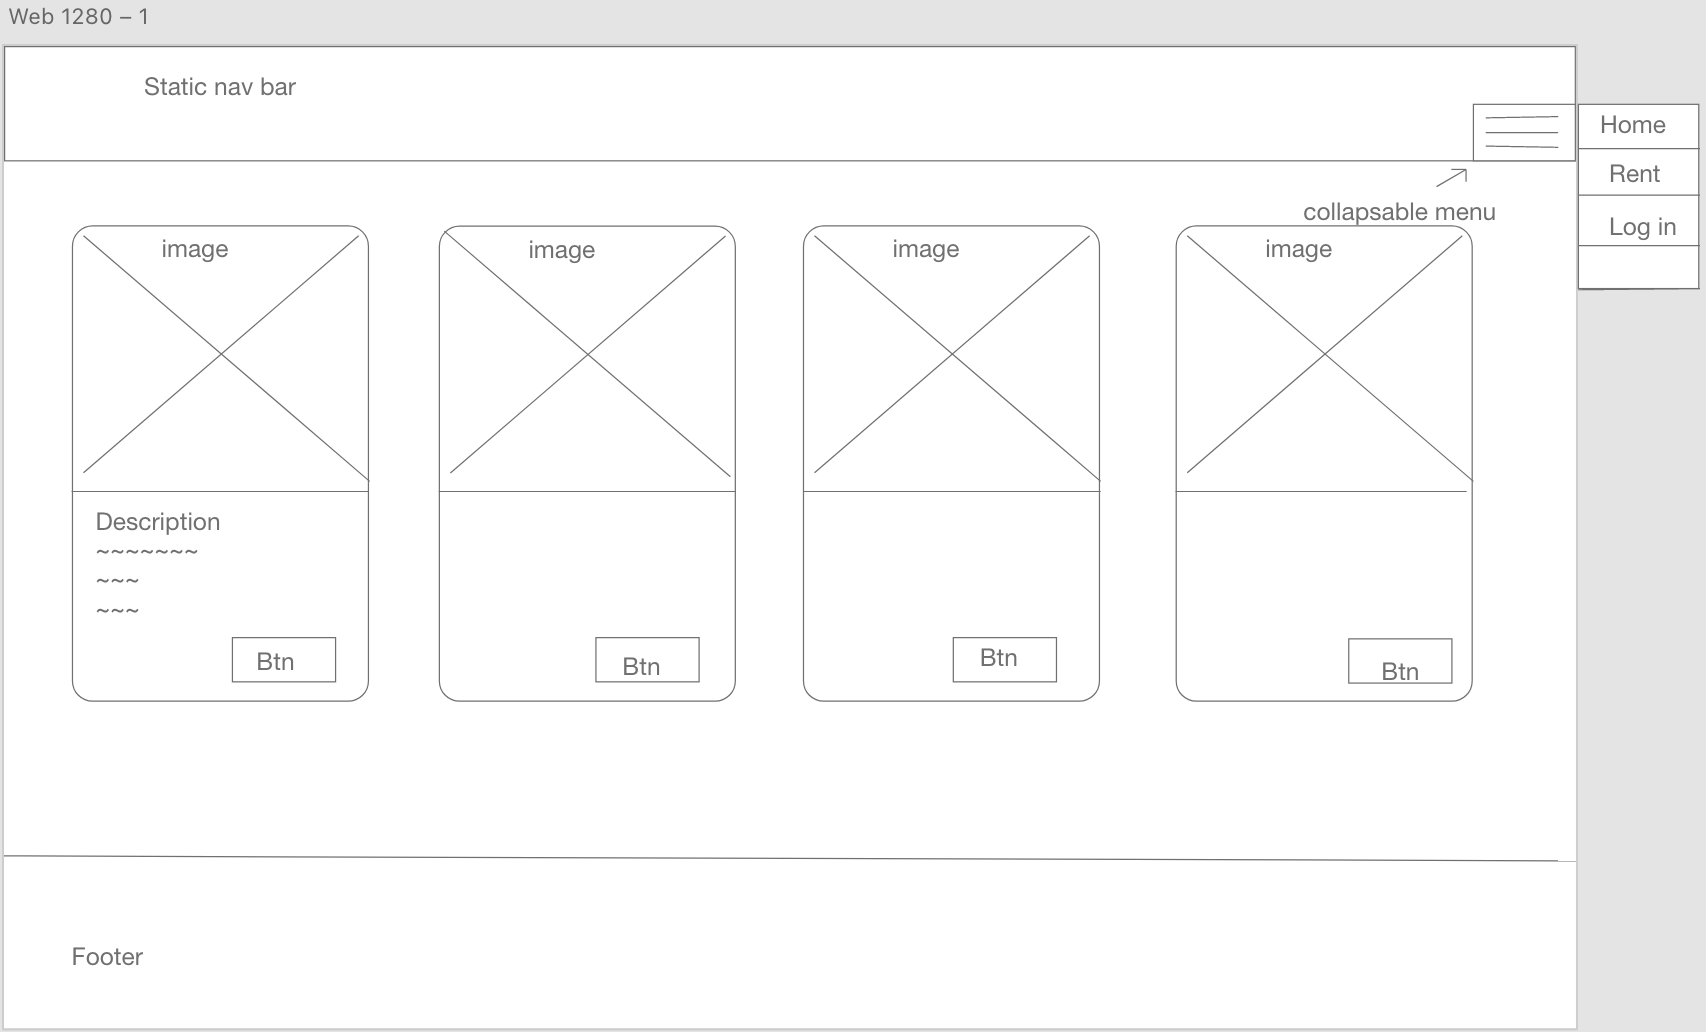 Web 1280 – 1
Static nav bar
Home
Rent
Log in
collapsable menu
image
image
image
image
Description
~~~~~~~
~~~
~~~
Btn
Btn
Btn
Btn
Footer